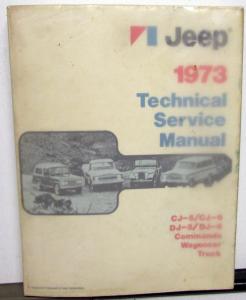 Jeep
1973
Technical
Service
Manual
CJ-5/CJ-6
DJ-5/DJ-6
Commando
Wagoneer
Truck